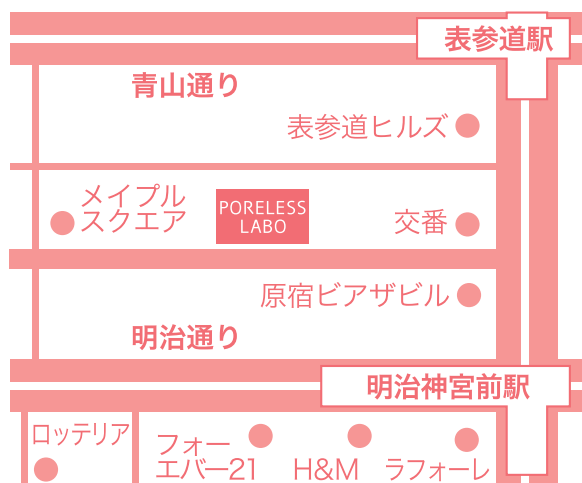 表参道駅
青山通り
表参道ヒルズ
メイプル
スクエア
PORELESS
LABO
交番
原宿ピアザビル
明治通り
明治神宮前駅
ロッテリア
フォー
エバー21
H&M
ラフォーレ